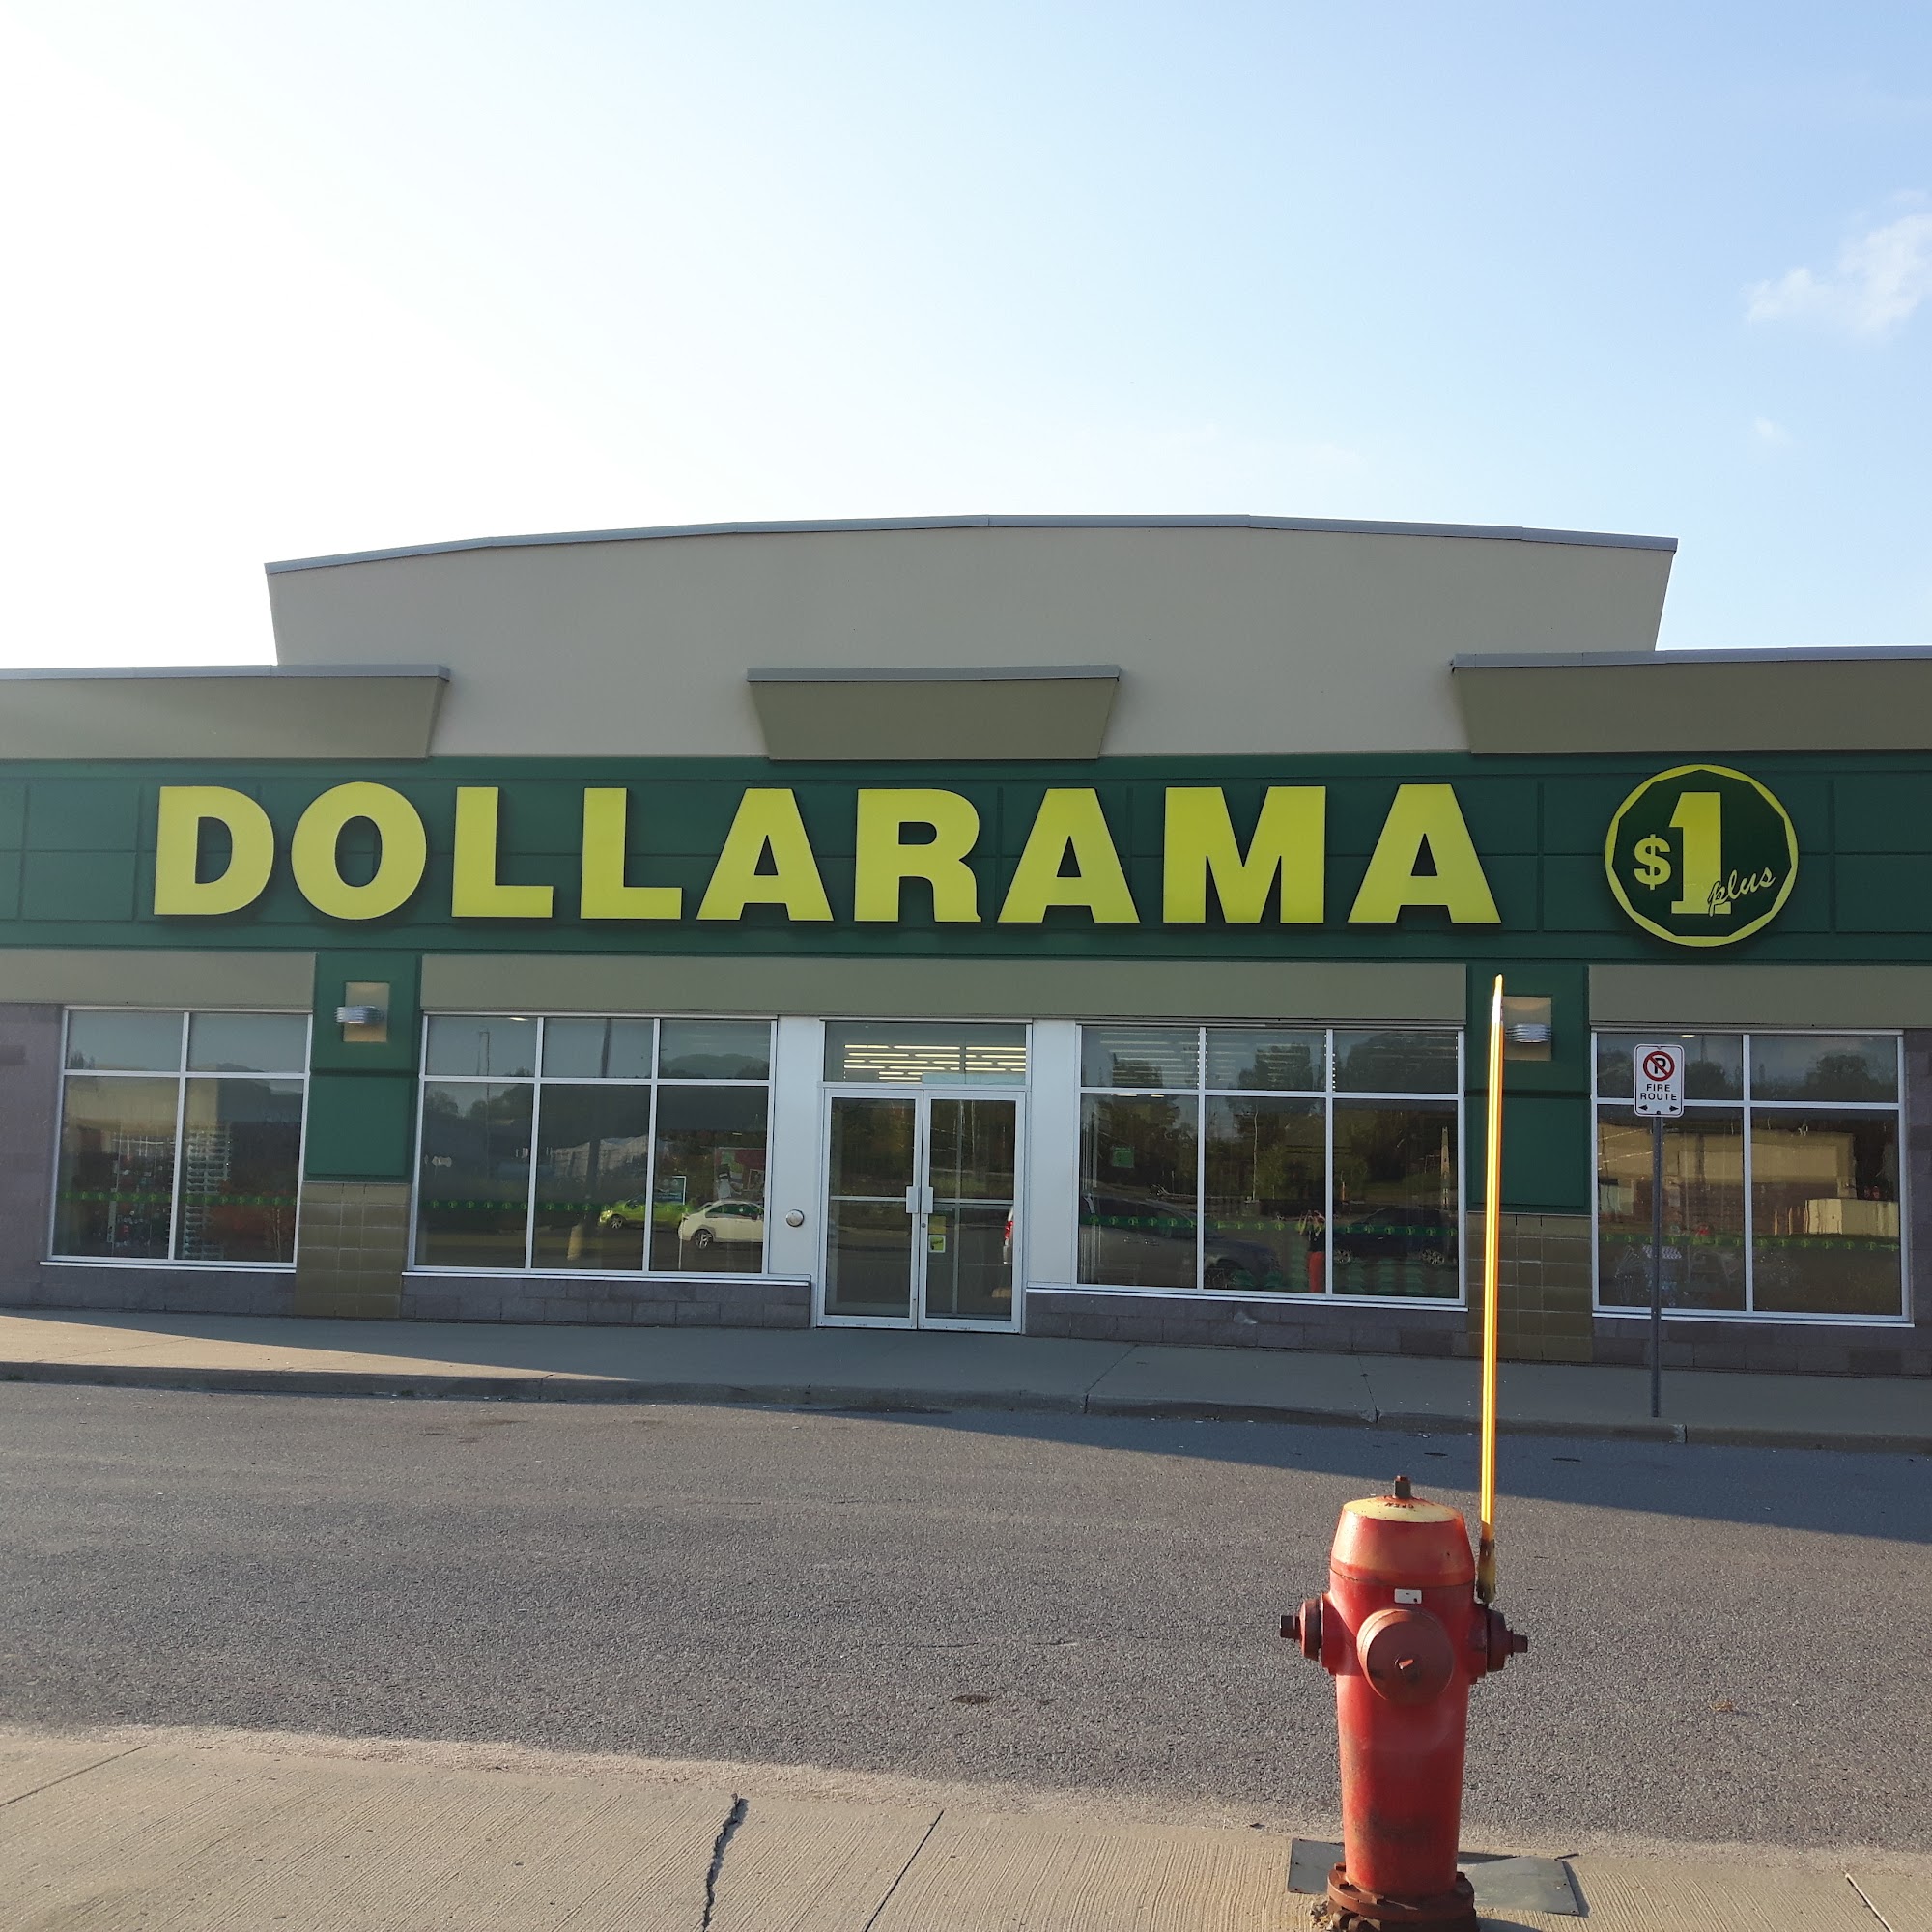 DOLLARAMA
$1 plus
FIRE
ROUTE